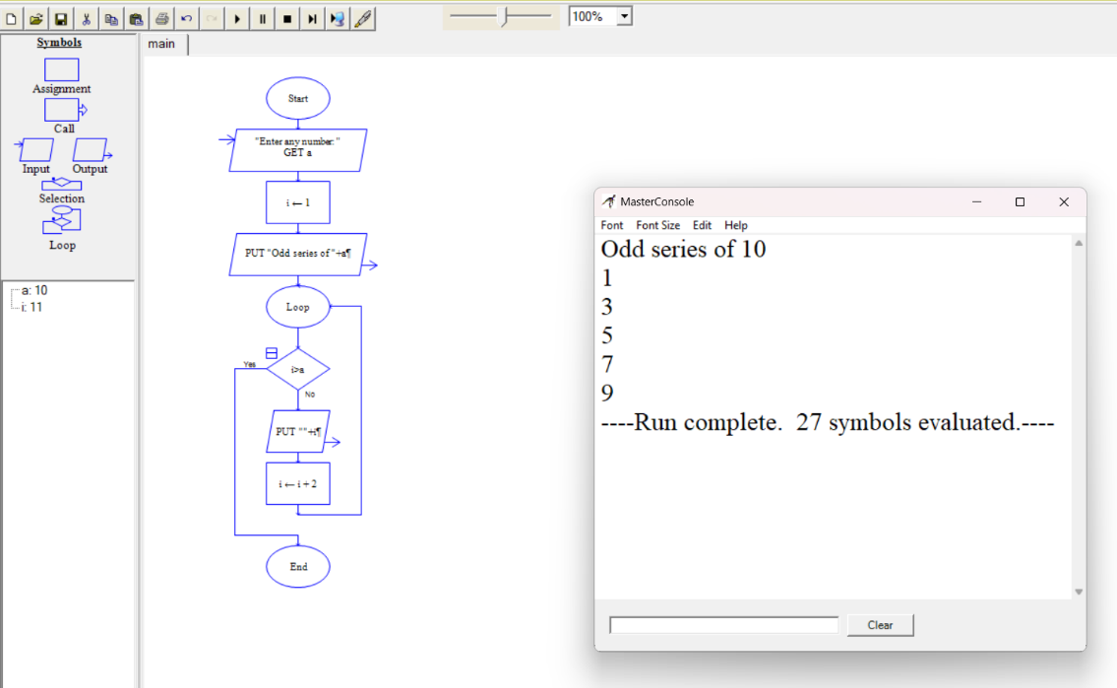 100%
Symbols
Assignment
Call
Input Output
Selection
Loop
a: 10
i: 11
main
Start
"Enter any number."
GET a
i ← 1
PUT "Odd series of "+a¶
Loop
i>a
Yes
No
PUT ""+i¶
i ← i + 2
End
MasterConsole
Font Font Size Edit Help
Odd series of 10
1
3
5
7
9
----Run complete.  27 symbols evaluated.----
Clear